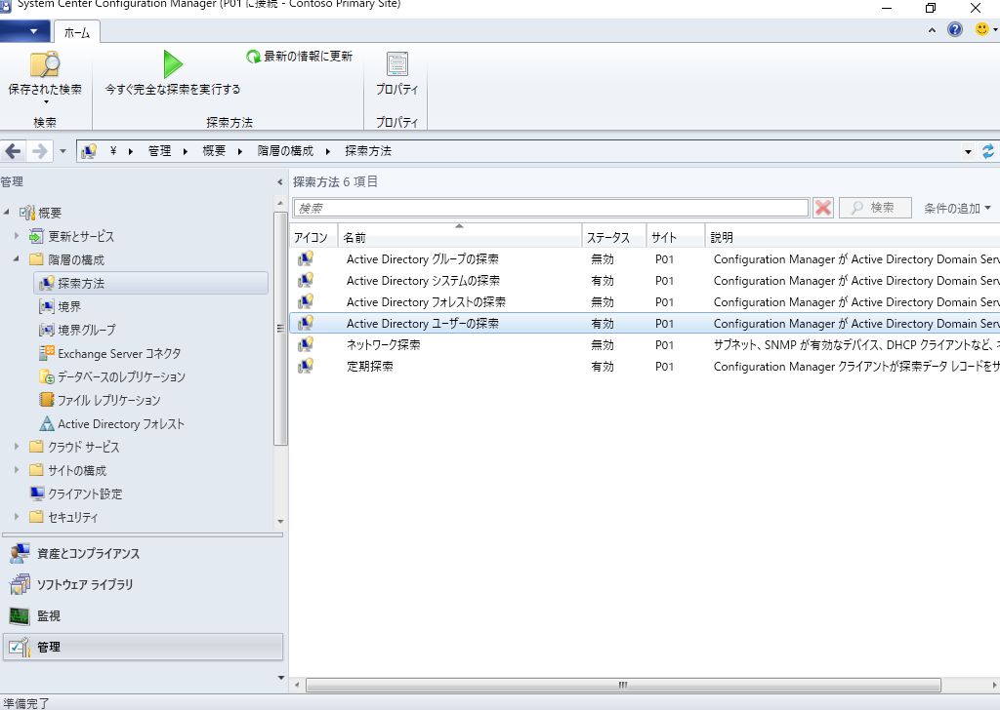 System Center Configuration Manager (P01 に接続 - Contoso Primary Site)
ホーム
保存された検索
今すぐ完全な探索を実行する
最新の情報に更新
プロパティ
検索
探索方法
プロパティ
¥ 管理 概要 階層の構成 探索方法
管理
概要
更新とサービス
階層の構成
探索方法
境界
境界グループ
Exchange Server コネクタ
データベースのレプリケーション
ファイル レプリケーション
Active Directory フォレスト
クラウド サービス
サイトの構成
クライアント設定
セキュリティ
資産とコンプライアンス
ソフトウェア ライブラリ
監視
管理
探索方法 6 項目
検索
検索
条件の追加
アイコン 名前 ステータス サイト 説明
Active Directory グループの探索 無効 P01 Configuration Manager が Active Directory Domain Serv
Active Directory システムの探索 有効 P01 Configuration Manager が Active Directory Domain Serv
Active Directory フォレストの探索 無効 P01 Configuration Manager が Active Directory Domain Serv
Active Directory ユーザーの探索 有効 P01 Configuration Manager が Active Directory Domain Serv
ネットワーク探索 無効 P01 サブネット、SNMP が有効なデバイス、DHCP クライアントなど、ネ
定期探索 有効 P01 Configuration Manager クライアントが探索データ レコードをサ
準備完了